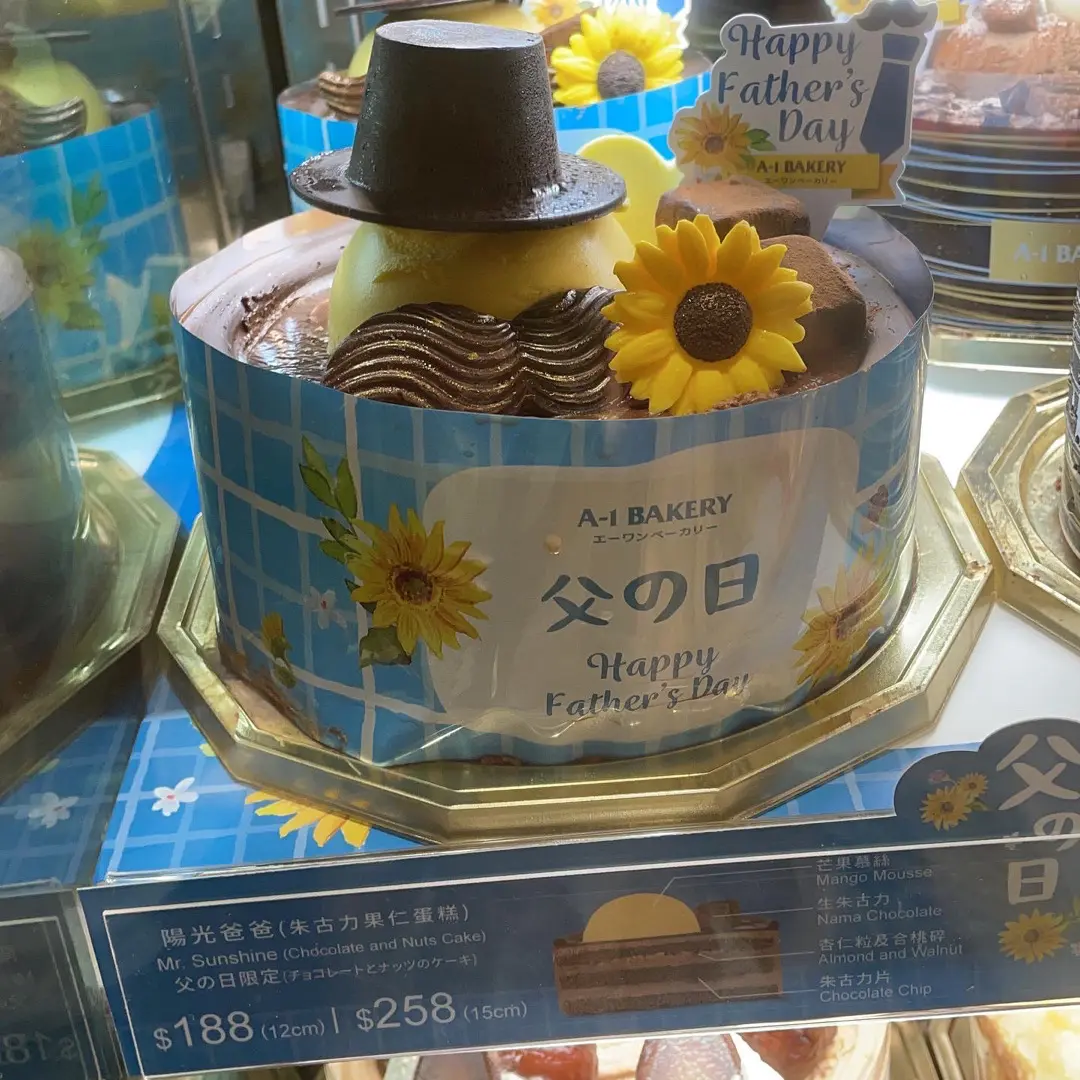 Happy
Father's
Day
A-1 BAKERY
エーワンベーカリー
A-1 BA
A-1 BAKERY
エーワンベーカリー
父の日
Happy
Father's Day
父の日
陽光爸爸(朱古力果仁蛋糕)
Mr. Sunshine (Chocolate and Nuts Cake)
父の日限定(チョコレートとナッツのケーキ)
$188 (12cm) | $258 (15cm)
芒果慕絲
Mango Mousse
生朱古力
Nama Chocolate
杏仁粒及合桃碎
Almond and Walnut
朱古力片
Chocolate Chip